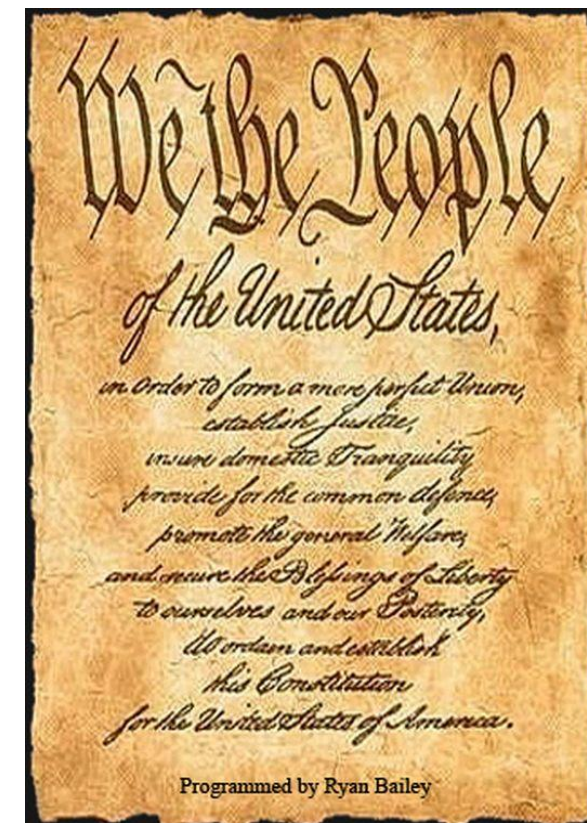 We the People
of the United States,
in Order to form a more perfect Union,
establish Justice,
insure domestic Tranquility
provide for the common defence,
promote the general Welfare,
and secure the Blessings of Liberty
to ourselves and our Posterity,
do ordain and establish
this Constitution
for the United States of America.
Programmed by Ryan Bailey